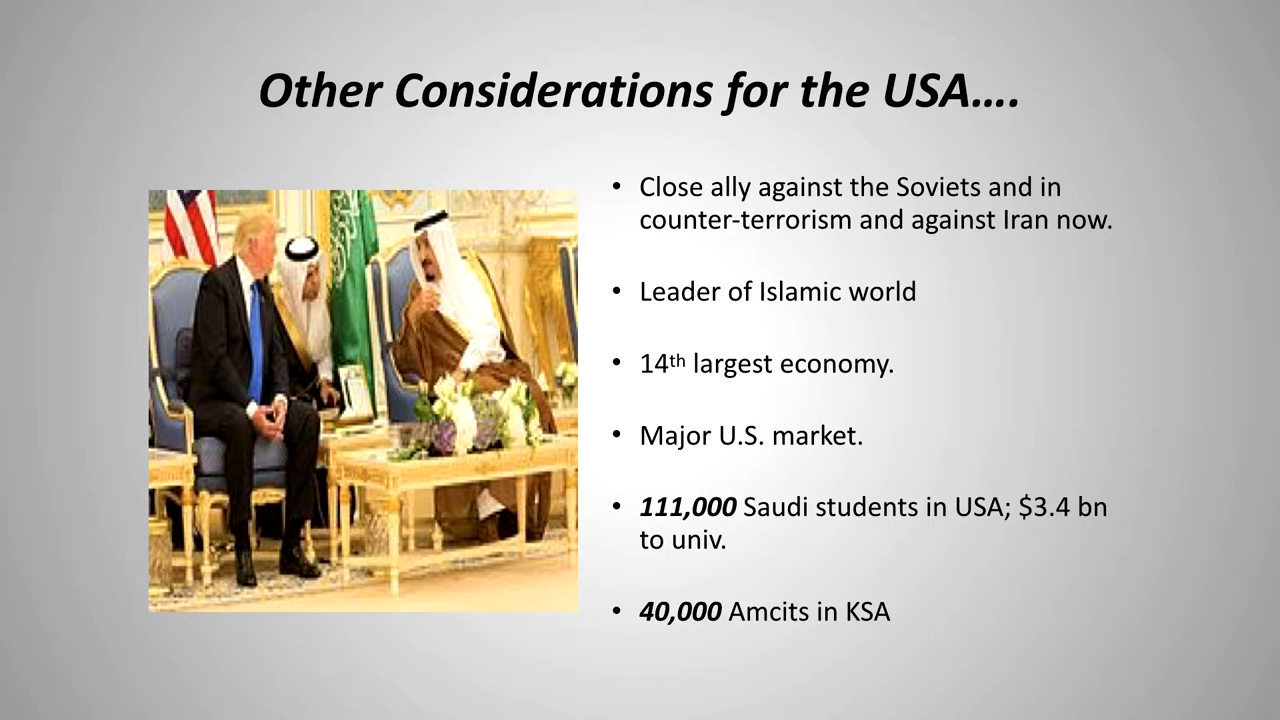 Other Considerations for the USA....
• Close ally against the Soviets and in
counter-terrorism and against Iran now.
• Leader of Islamic world
• 14th largest economy.
• Major U.S. market.
• 111,000 Saudi students in USA; $3.4 bn
to univ.
• 40,000 Amcits in KSA